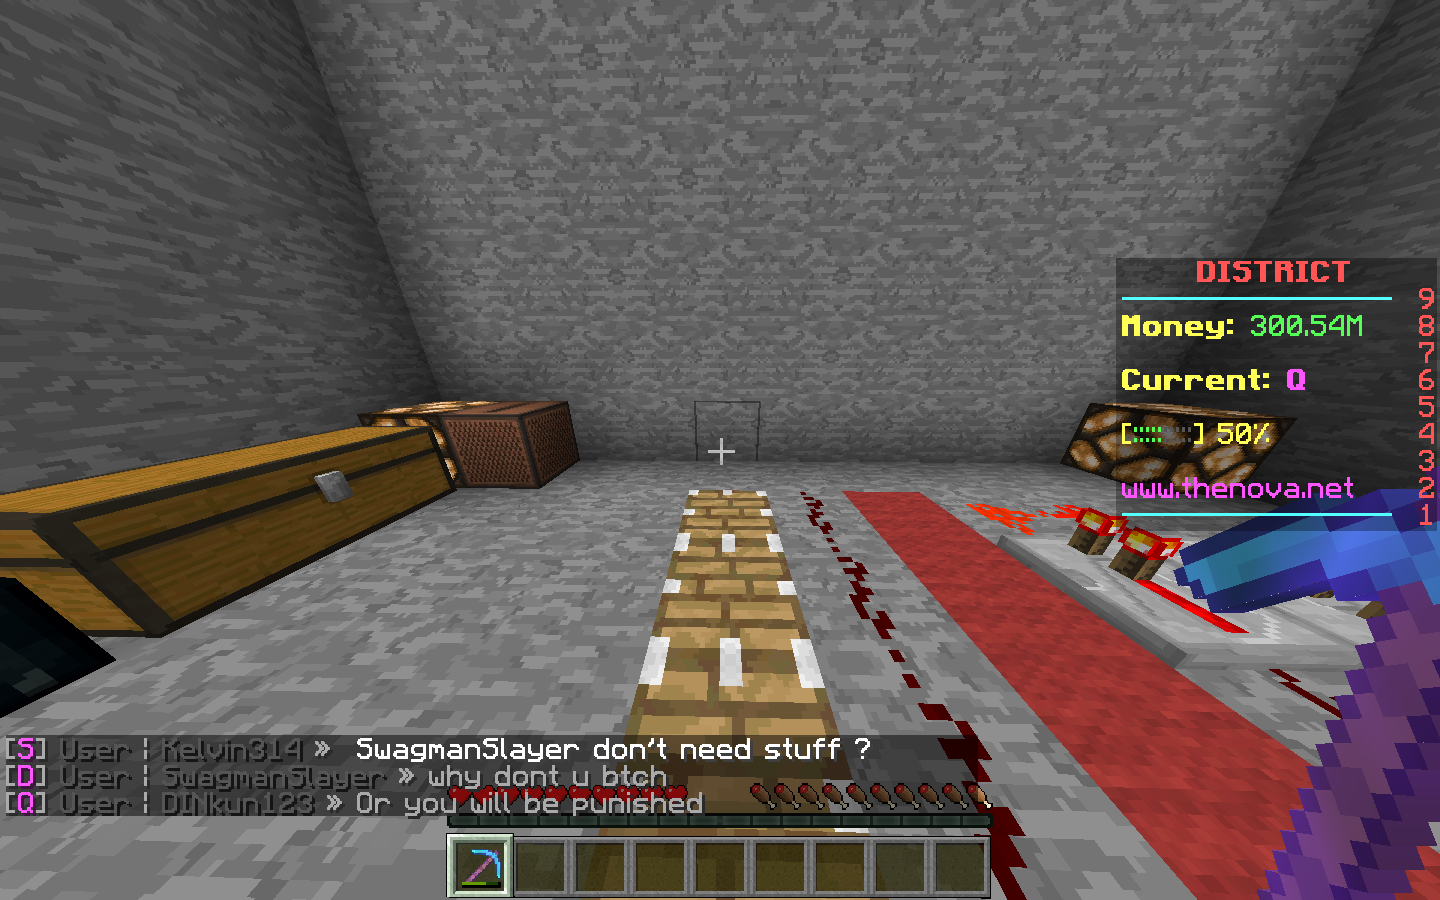 DISTRICT
9
Money: 300.54M 8
7
Current: Q 6
5
[:::::::::] 50% 4
3
www.thenova.net 2
1
[S] User ¦ Kelvin314 » SwagmanSlayer don't need stuff ?
[D] User ¦ SwagmanSlayer » why dont u btch
[Q] User ¦ DINkun123 » Or you will be punished